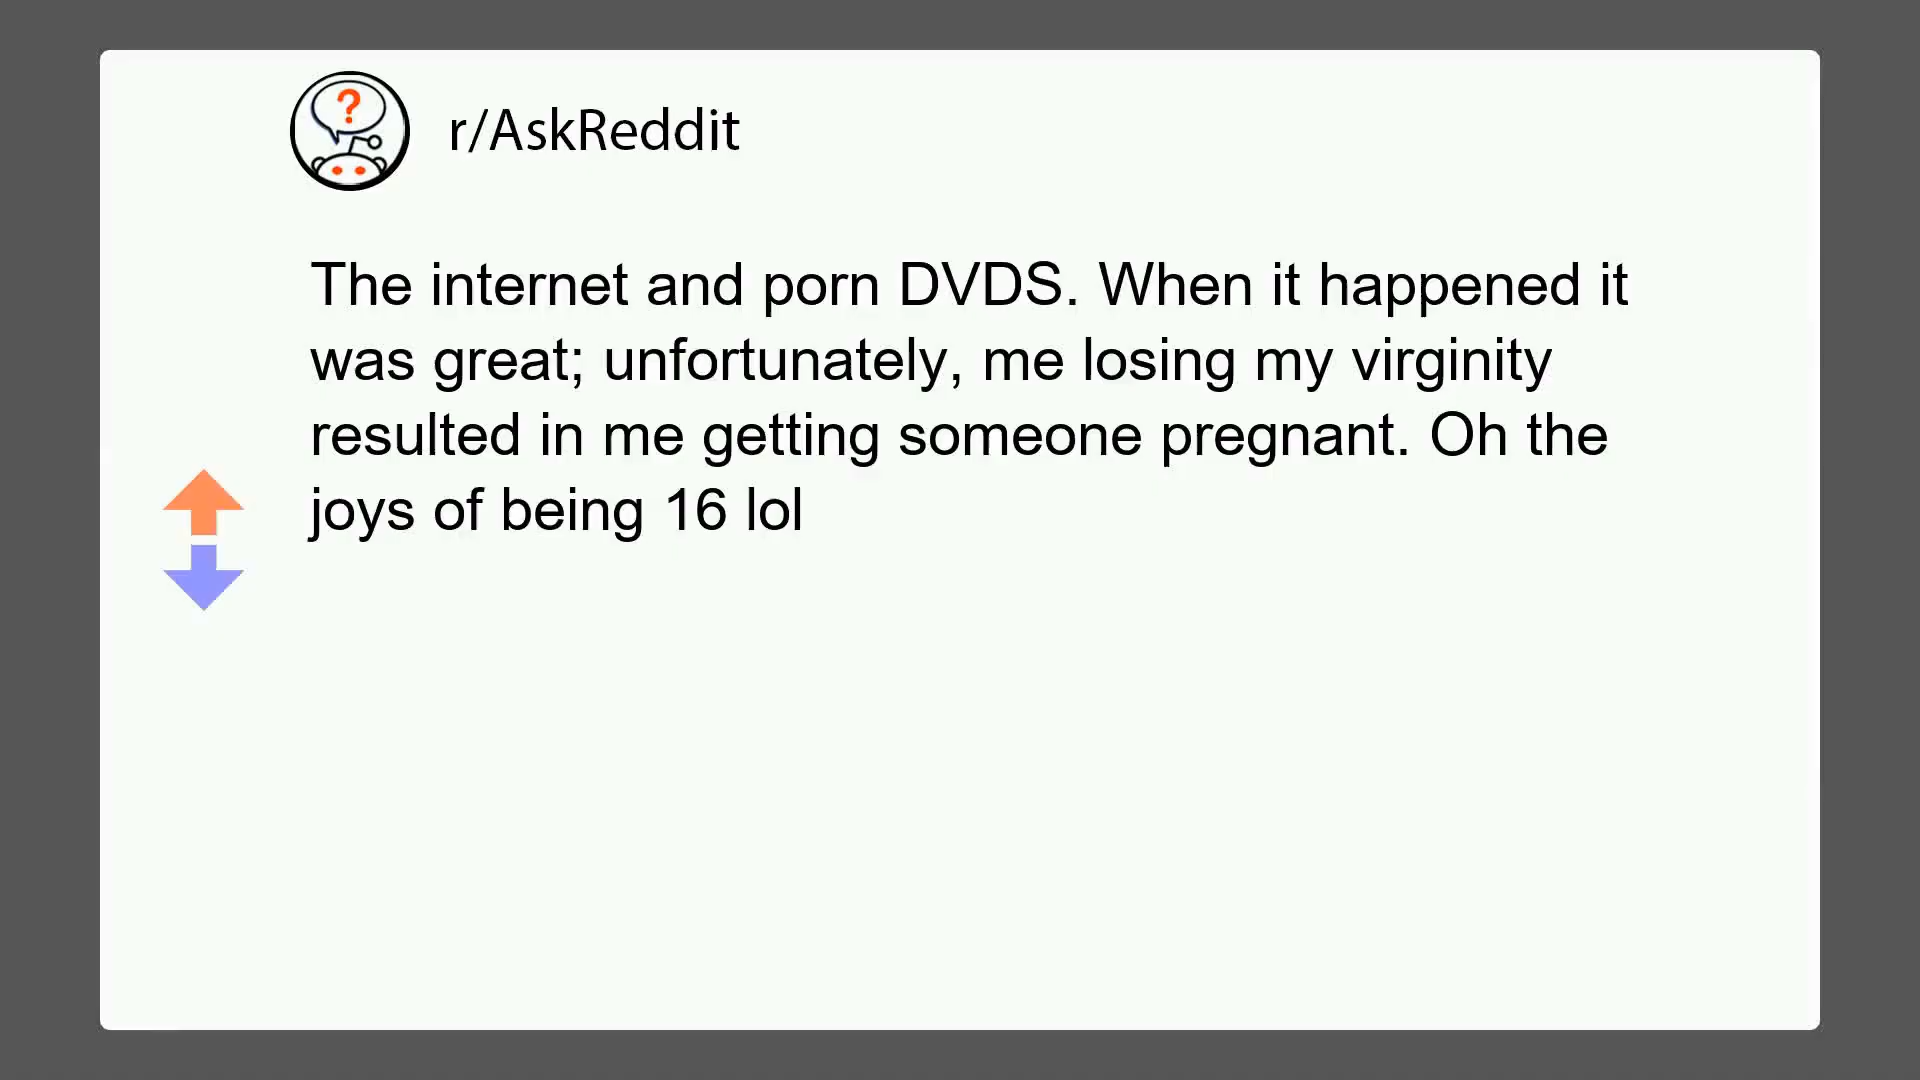 r/AskReddit
The internet and porn DVDS. When it happened it
was great; unfortunately, me losing my virginity
resulted in me getting someone pregnant. Oh the
joys of being 16 lol